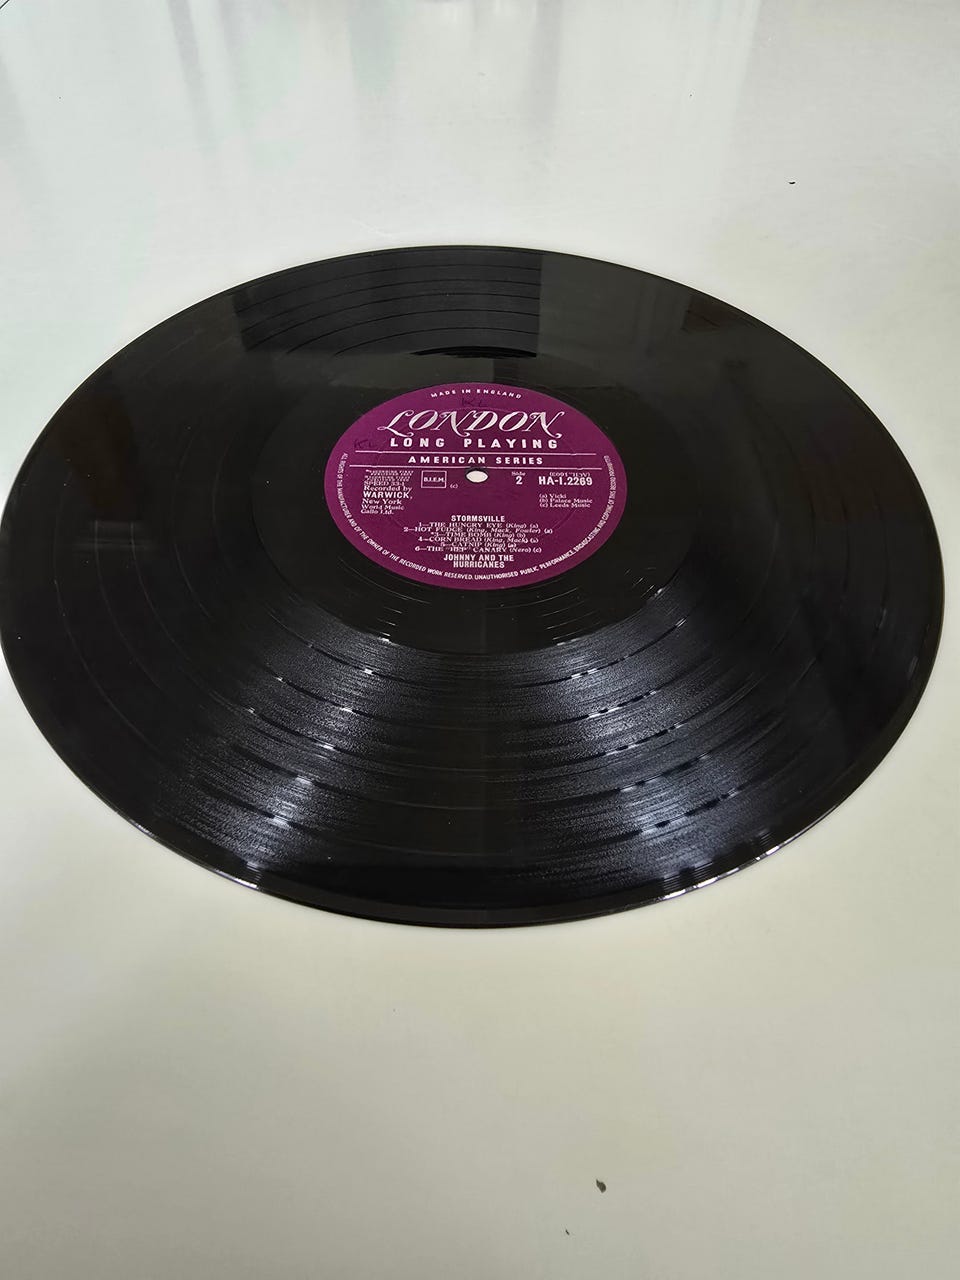 MADE IN ENGLAND
LONDON
LONG PLAYING
AMERICAN SERIES
SPEED 33⅓
Recorded by
WARWICK,
New York
World Music
Gallo Ltd.
B.I.E.M.
(c)
Side
2
HA-I.2269
(a) Vicki
(b) Palace Music
(c) Leeds Music
STORMSVILLE
1—THE HUNGRY EYE (King) (a)
2—HOT FUDGE (King, Mack, Fowler) (a)
3—TIME BOMB (King) (b)
4—CORN BREAD (King, Mack) (a)
5—CATNIP (King) (a)
6—THE "HEP" CANARY (Nero) (c)
JOHNNY AND THE
HURRICANES
ALL RIGHTS OF THE MANUFACTURER AND OF THE OWNER OF THE RECORDED WORK RESERVED. UNAUTHORISED PUBLIC PERFORMANCE, BROADCASTING AND COPYING OF THIS RECORD PROHIBITED